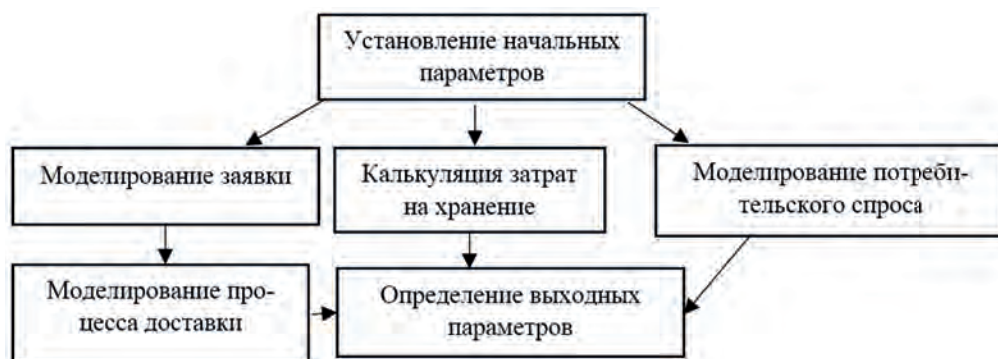 Установление начальных
параметров
Моделирование заявки
Калькуляция затрат
на хранение
Моделирование потреби-
тельского спроса
Моделирование про-
цесса доставки
Определение выходных
параметров